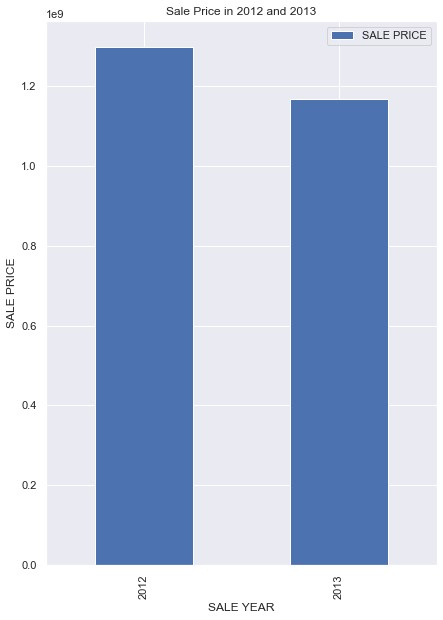 Sale Price in 2012 and 2013
1e9
SALE PRICE
1.2
1.0
0.8
0.6
0.4
0.2
0.0
SALE PRICE
2012
2013
SALE YEAR